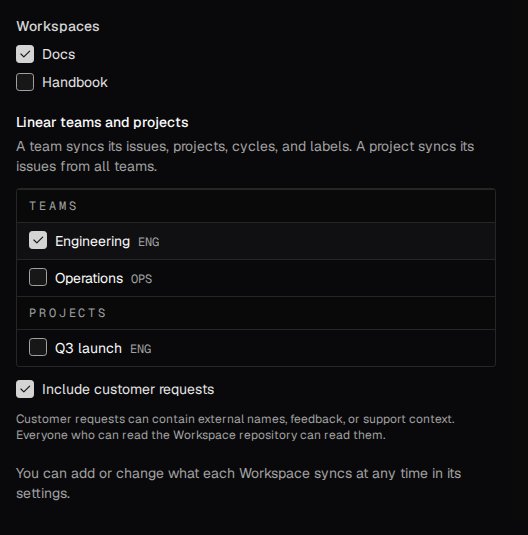 Workspaces
Docs
Handbook
Linear teams and projects
A team syncs its issues, projects, cycles, and labels. A project syncs its
issues from all teams.
TEAMS
Engineering ENG
Operations OPS
PROJECTS
Q3 launch ENG
Include customer requests
Customer requests can contain external names, feedback, or support context.
Everyone who can read the Workspace repository can read them.
You can add or change what each Workspace syncs at any time in its
settings.